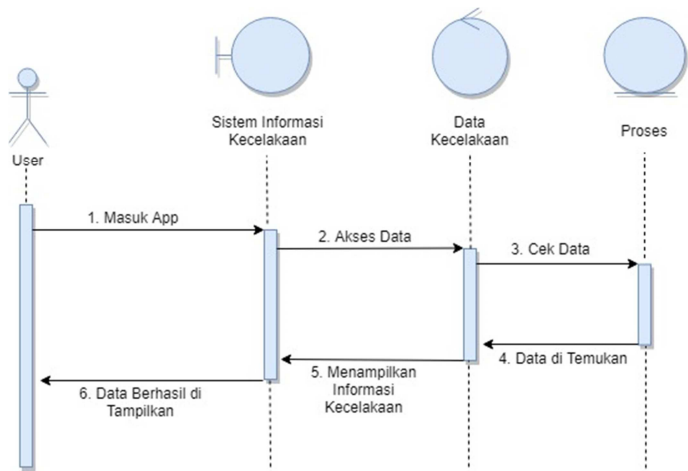 User
Sistem Informasi
Kecelakaan
Data
Kecelakaan
Proses
1. Masuk App
2. Akses Data
3. Cek Data
4. Data di Temukan
5. Menampilkan
Informasi
Kecelakaan
6. Data Berhasil di
Tampilkan